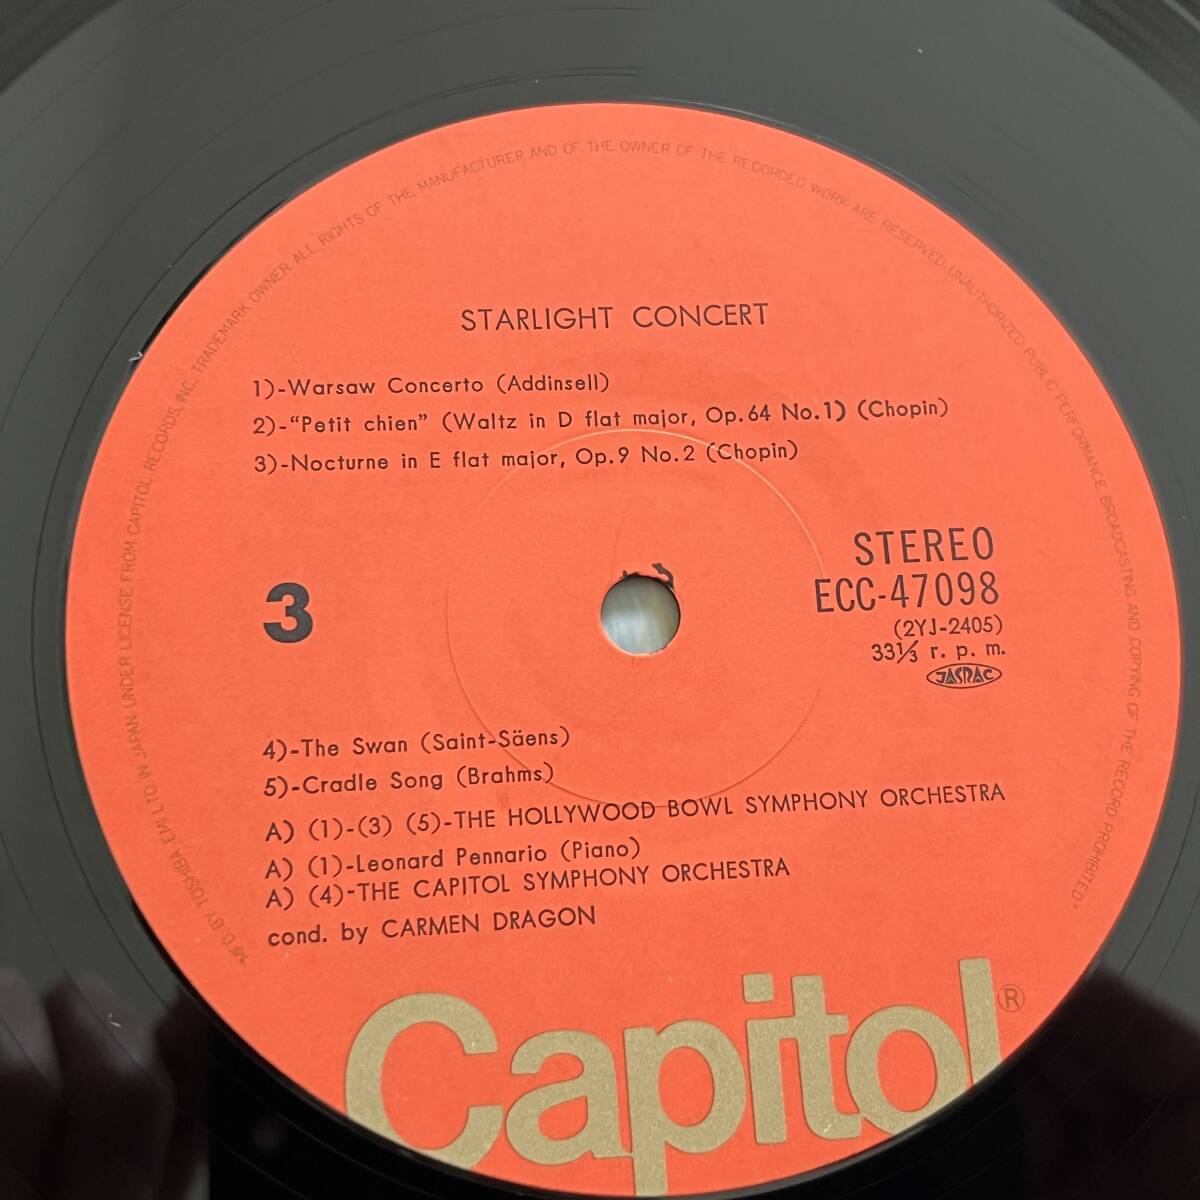 MF'D. BY TOSHIBA EMI LTD IN JAPAN UNDER LICENSE FROM CAPITOL RECORDS, INC., TRADEMARK OWNER. ALL RIGHTS OF THE MANUFACTURER AND OF THE OWNER OF THE RECORDED WORK ARE RESERVED. UNAUTHORIZED PUBLIC PERFORMANCE, BROADCASTING AND COPYING OF THE RECORD PROHIBITED.
STARLIGHT CONCERT
1)-Warsaw Concerto (Addinsell)
2)-“Petit chien” (Waltz in D flat major, Op.64 No.1) (Chopin)
3)-Nocturne in E flat major, Op.9 No.2 (Chopin)
STEREO
3
ECC-47098
(2YJ-2405)
33⅓ r. p. m.
JASRAC
4)-The Swan (Saint-Säens)
5)-Cradle Song (Brahms)
A) (1)-(3) (5)-THE HOLLYWOOD BOWL SYMPHONY ORCHESTRA
A) (1)-Leonard Pennario (Piano)
A) (4)-THE CAPITOL SYMPHONY ORCHESTRA
cond. by CARMEN DRAGON
Capitol®